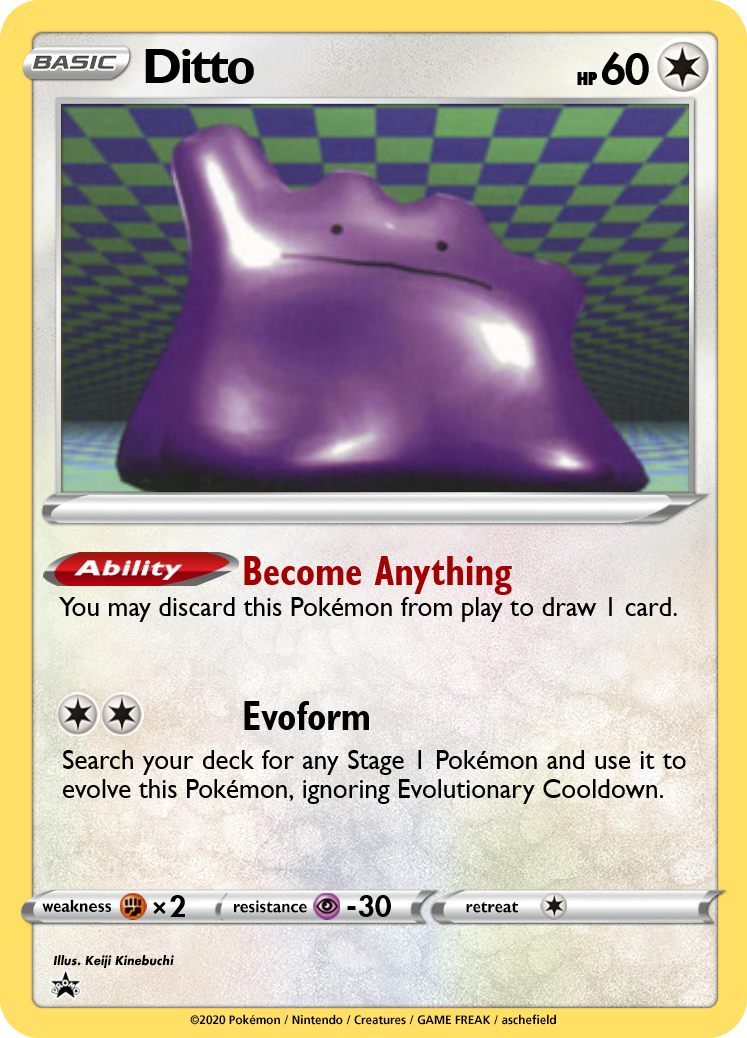 BASIC Ditto HP 60
Ability Become Anything
You may discard this Pokémon from play to draw 1 card.
Evoform
Search your deck for any Stage 1 Pokémon and use it to
evolve this Pokémon, ignoring Evolutionary Cooldown.
weakness ×2 resistance -30 retreat
Illus. Keiji Kinebuchi
©2020 Pokémon / Nintendo / Creatures / GAME FREAK / aschefield